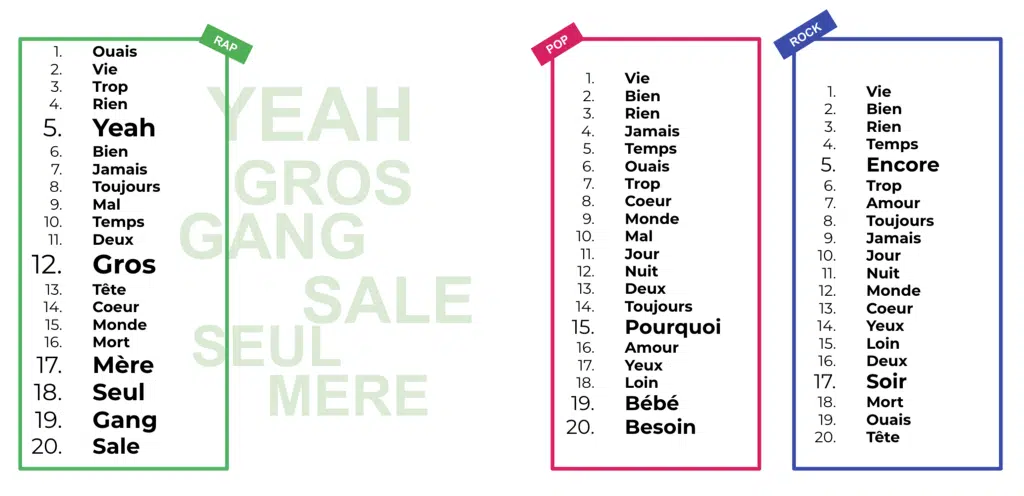 RAP
1. Ouais
2. Vie
3. Trop
4. Rien
5. Yeah
6. Bien
7. Jamais
8. Toujours
9. Mal
10. Temps
11. Deux
12. Gros
13. Tête
14. Coeur
15. Monde
16. Mort
17. Mère
18. Seul
19. Gang
20. Sale
YEAH
GROS
GANG
SALE
SEUL
MERE
POP
1. Vie
2. Bien
3. Rien
4. Jamais
5. Temps
6. Ouais
7. Trop
8. Coeur
9. Monde
10. Mal
11. Jour
12. Nuit
13. Deux
14. Toujours
15. Pourquoi
16. Amour
17. Yeux
18. Loin
19. Bébé
20. Besoin
ROCK
1. Vie
2. Bien
3. Rien
4. Temps
5. Encore
6. Trop
7. Amour
8. Toujours
9. Jamais
10. Jour
11. Nuit
12. Monde
13. Coeur
14. Yeux
15. Loin
16. Deux
17. Soir
18. Mort
19. Ouais
20. Tête